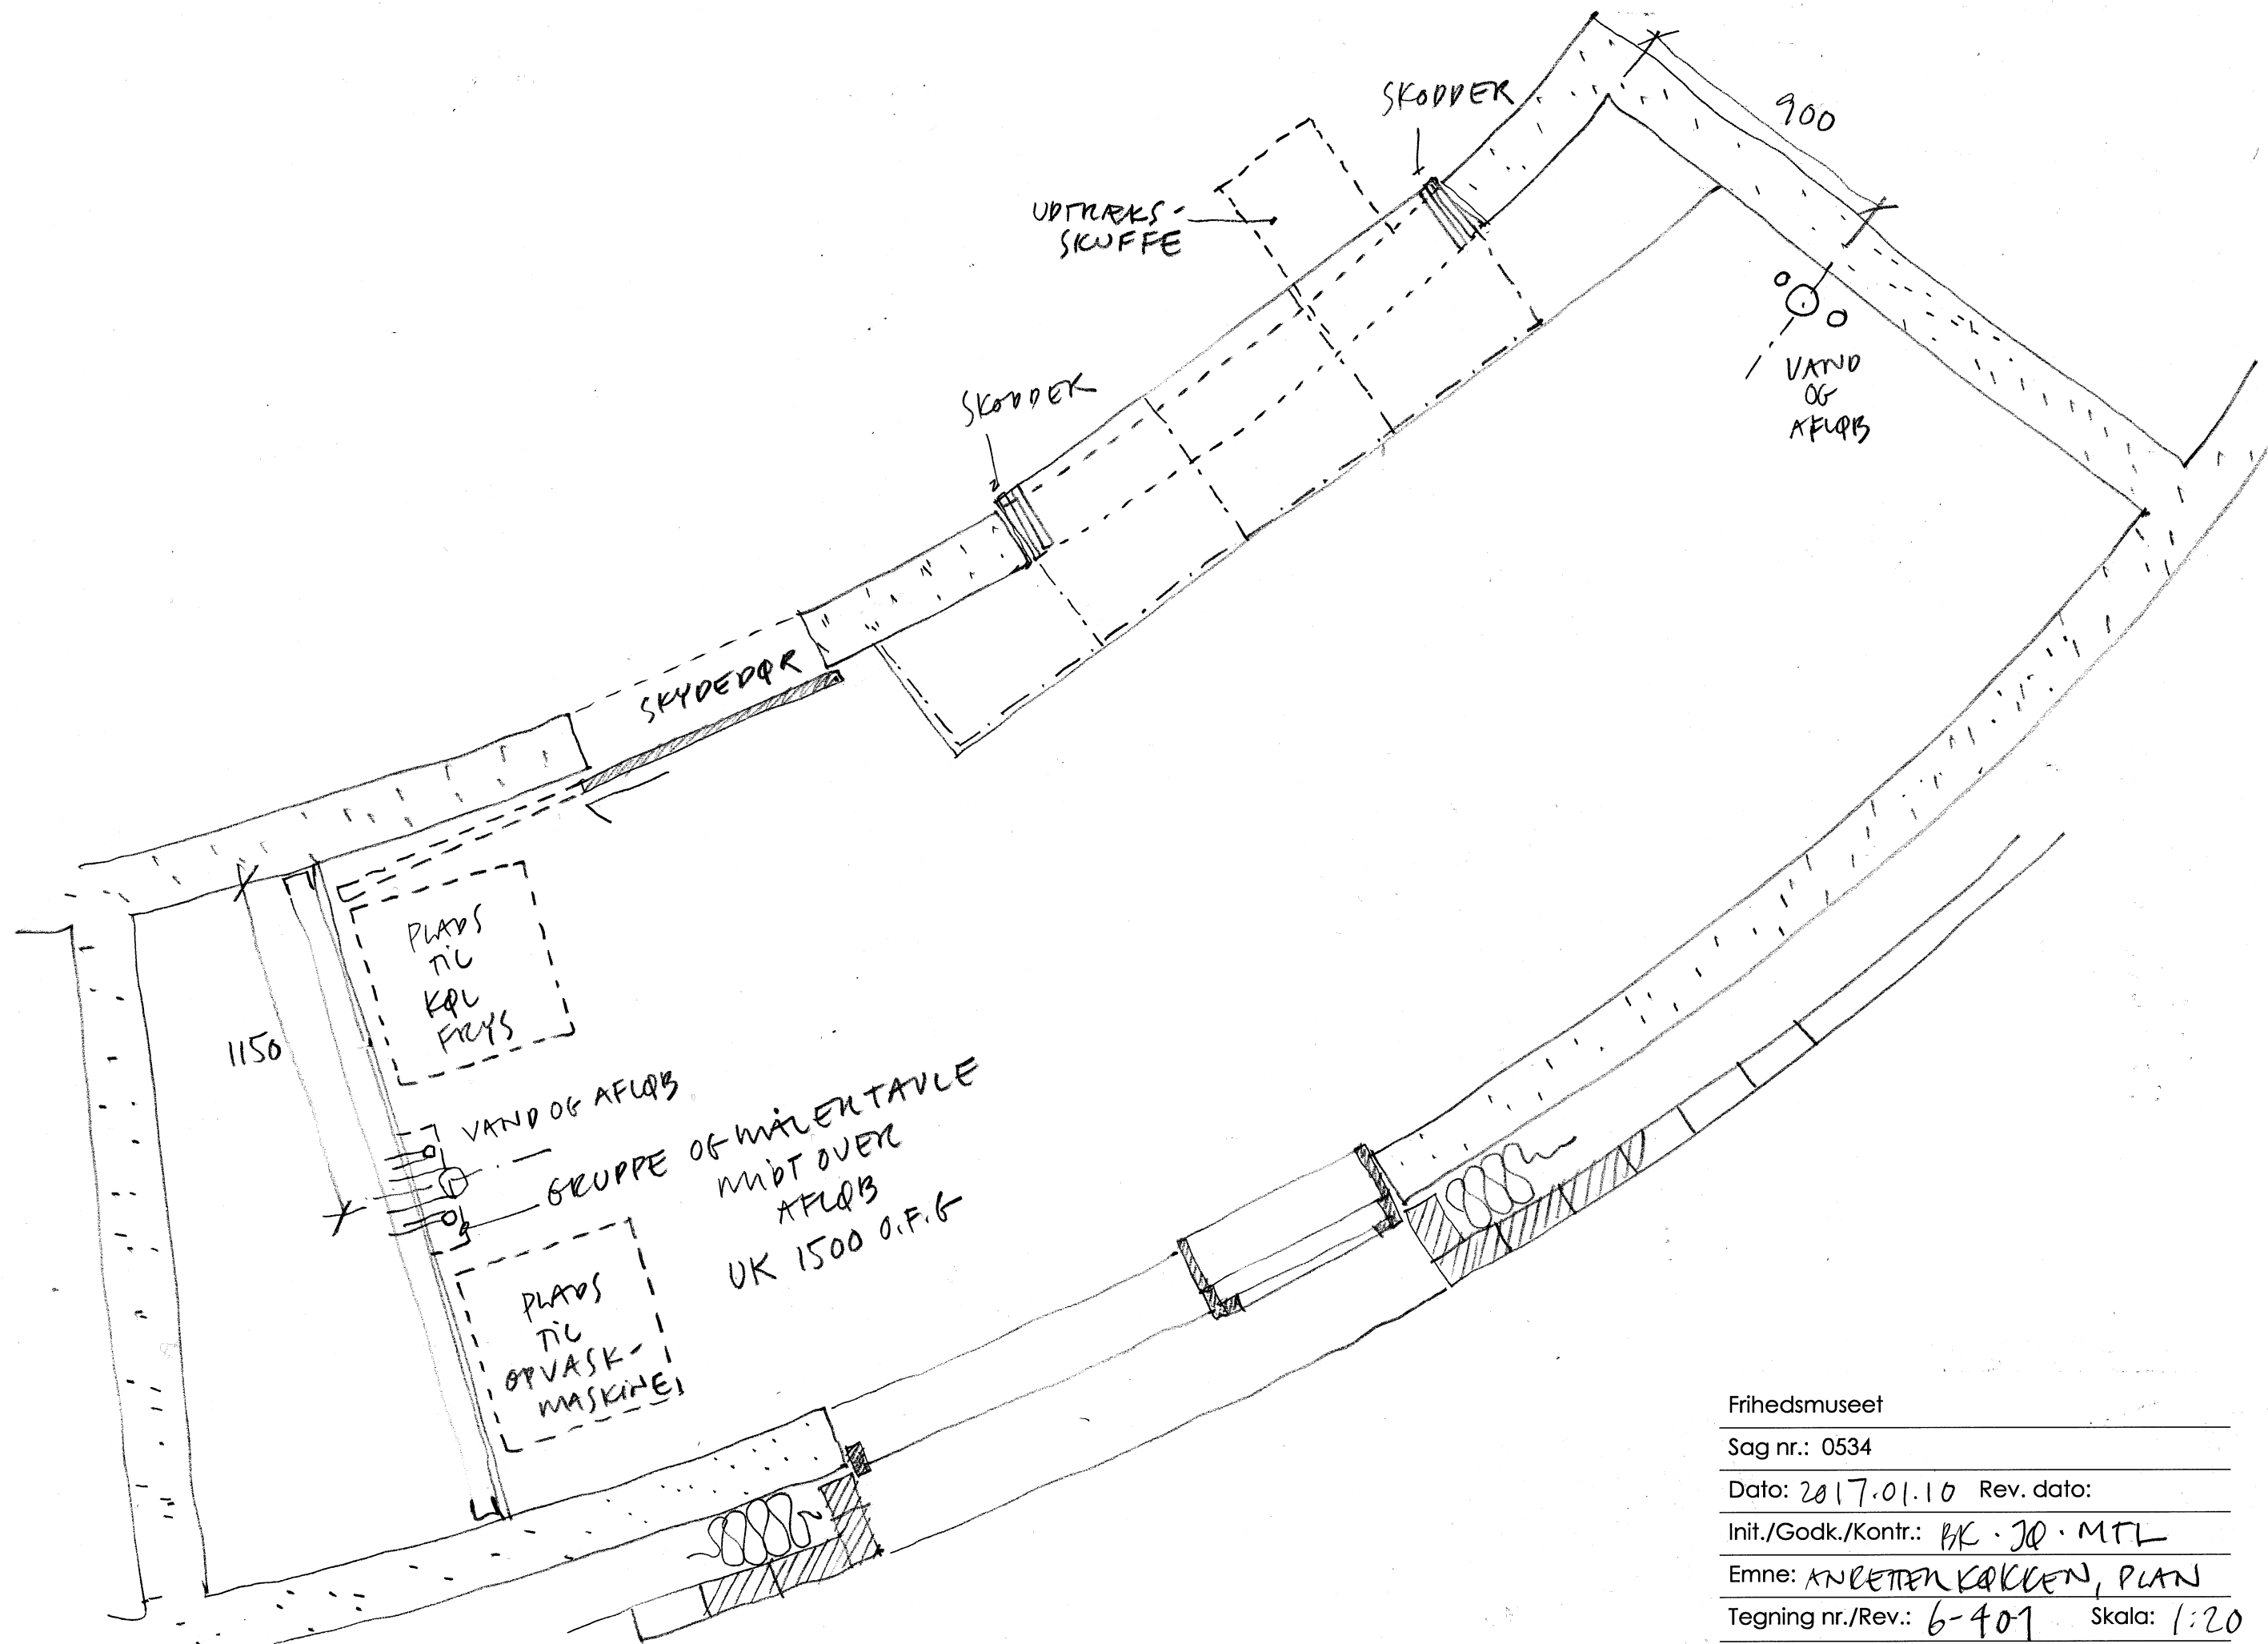 SKODDER
900
UDTRÆKS-
SKUFFE
VAND
OG
AFLØB
SKODDER
SKYDEDØR
PLADS
TIL
KØL
FRYS
1150
VAND OG AFLØB
GRUPPE OG MÅLERTAVLE
MIDT OVER
AFLØB
UK 1500 O.F.G
PLADS
TIL
OPVASK-
MASKINE
Frihedsmuseet
Sag nr.: 0534
Dato: 2017.01.10 Rev. dato:
Init./Godk./Kontr.: BK · JØ · MTL
Emne: ANRETTERKØKKEN, PLAN
Tegning nr./Rev.: 6-401 Skala: 1:20